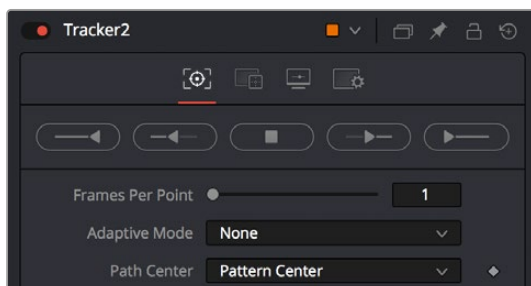 Tracker2
Frames Per Point 1
Adaptive Mode None
Path Center Pattern Center